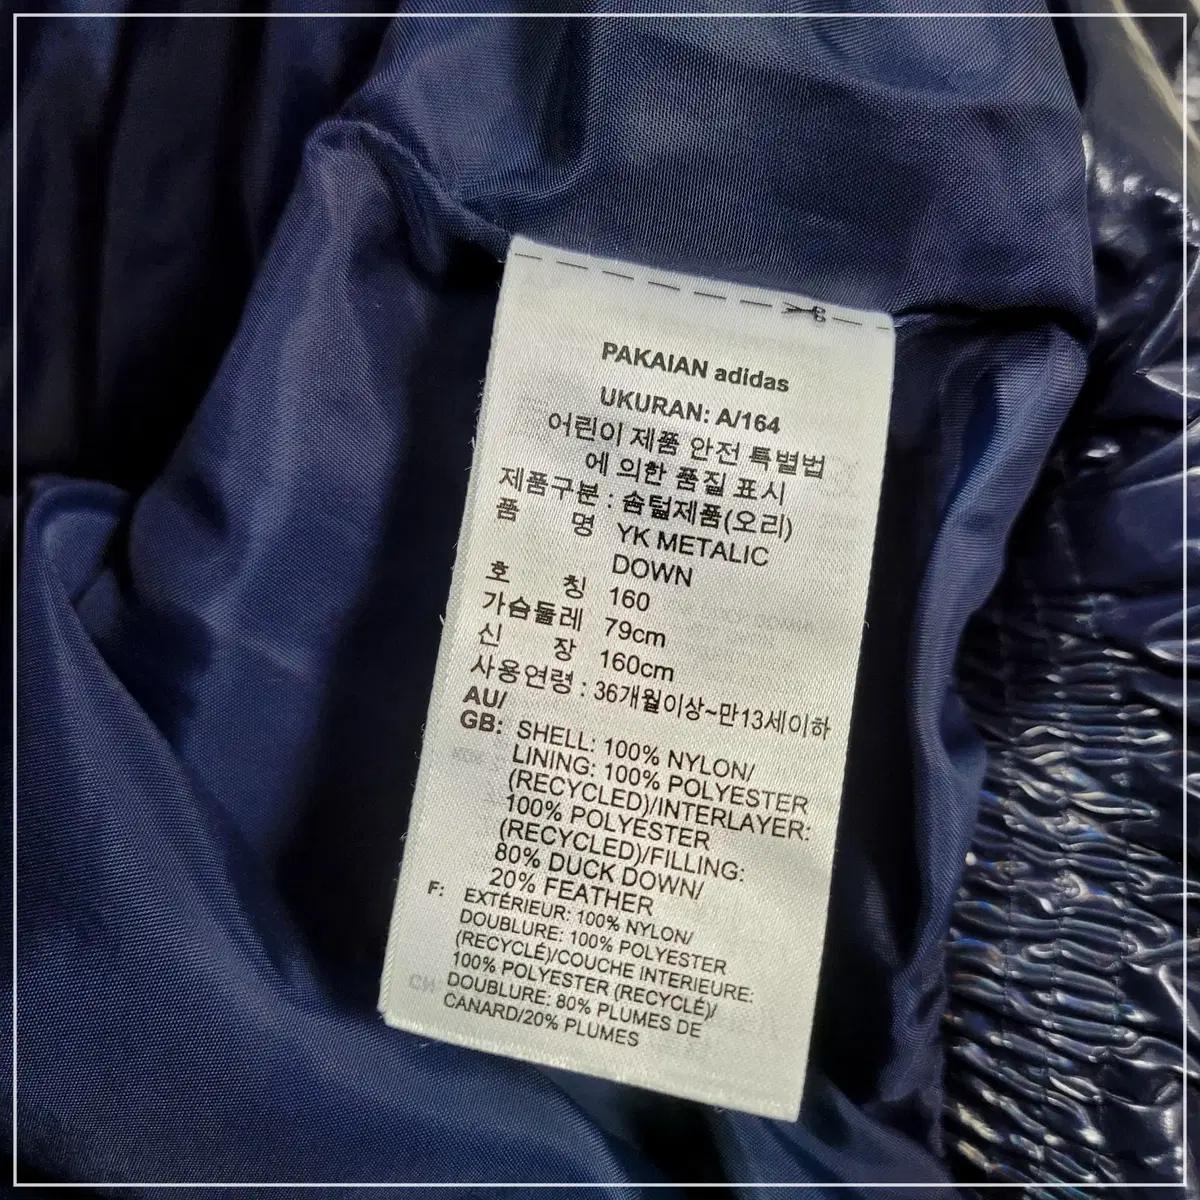 PAKAIAN adidas
UKURAN: A/164
어린이 제품 안전 특별법
에 의한 품질 표시
제품구분 : 솜털제품(오리)
품 명 YK METALIC
DOWN
호 칭 160
가슴둘레 79cm
신 장 160cm
사용연령 : 36개월이상~만13세이하
AU/
GB: SHELL: 100% NYLON/
LINING: 100% POLYESTER
(RECYCLED)/INTERLAYER:
100% POLYESTER
(RECYCLED)/FILLING:
80% DUCK DOWN/
20% FEATHER
F: EXTÉRIEUR: 100% NYLON/
DOUBLURE: 100% POLYESTER
(RECYCLÉ)/COUCHE INTERIEURE:
100% POLYESTER (RECYCLÉ)/
DOUBLURE: 80% PLUMES DE
CANARD/20% PLUMES